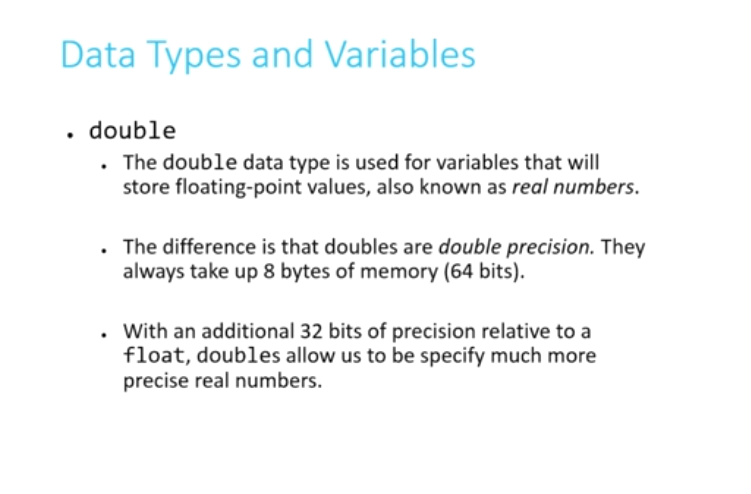 Data Types and Variables
• double
• The double data type is used for variables that will
store floating-point values, also known as real numbers.
• The difference is that doubles are double precision. They
always take up 8 bytes of memory (64 bits).
• With an additional 32 bits of precision relative to a
float, doubles allow us to be specify much more
precise real numbers.